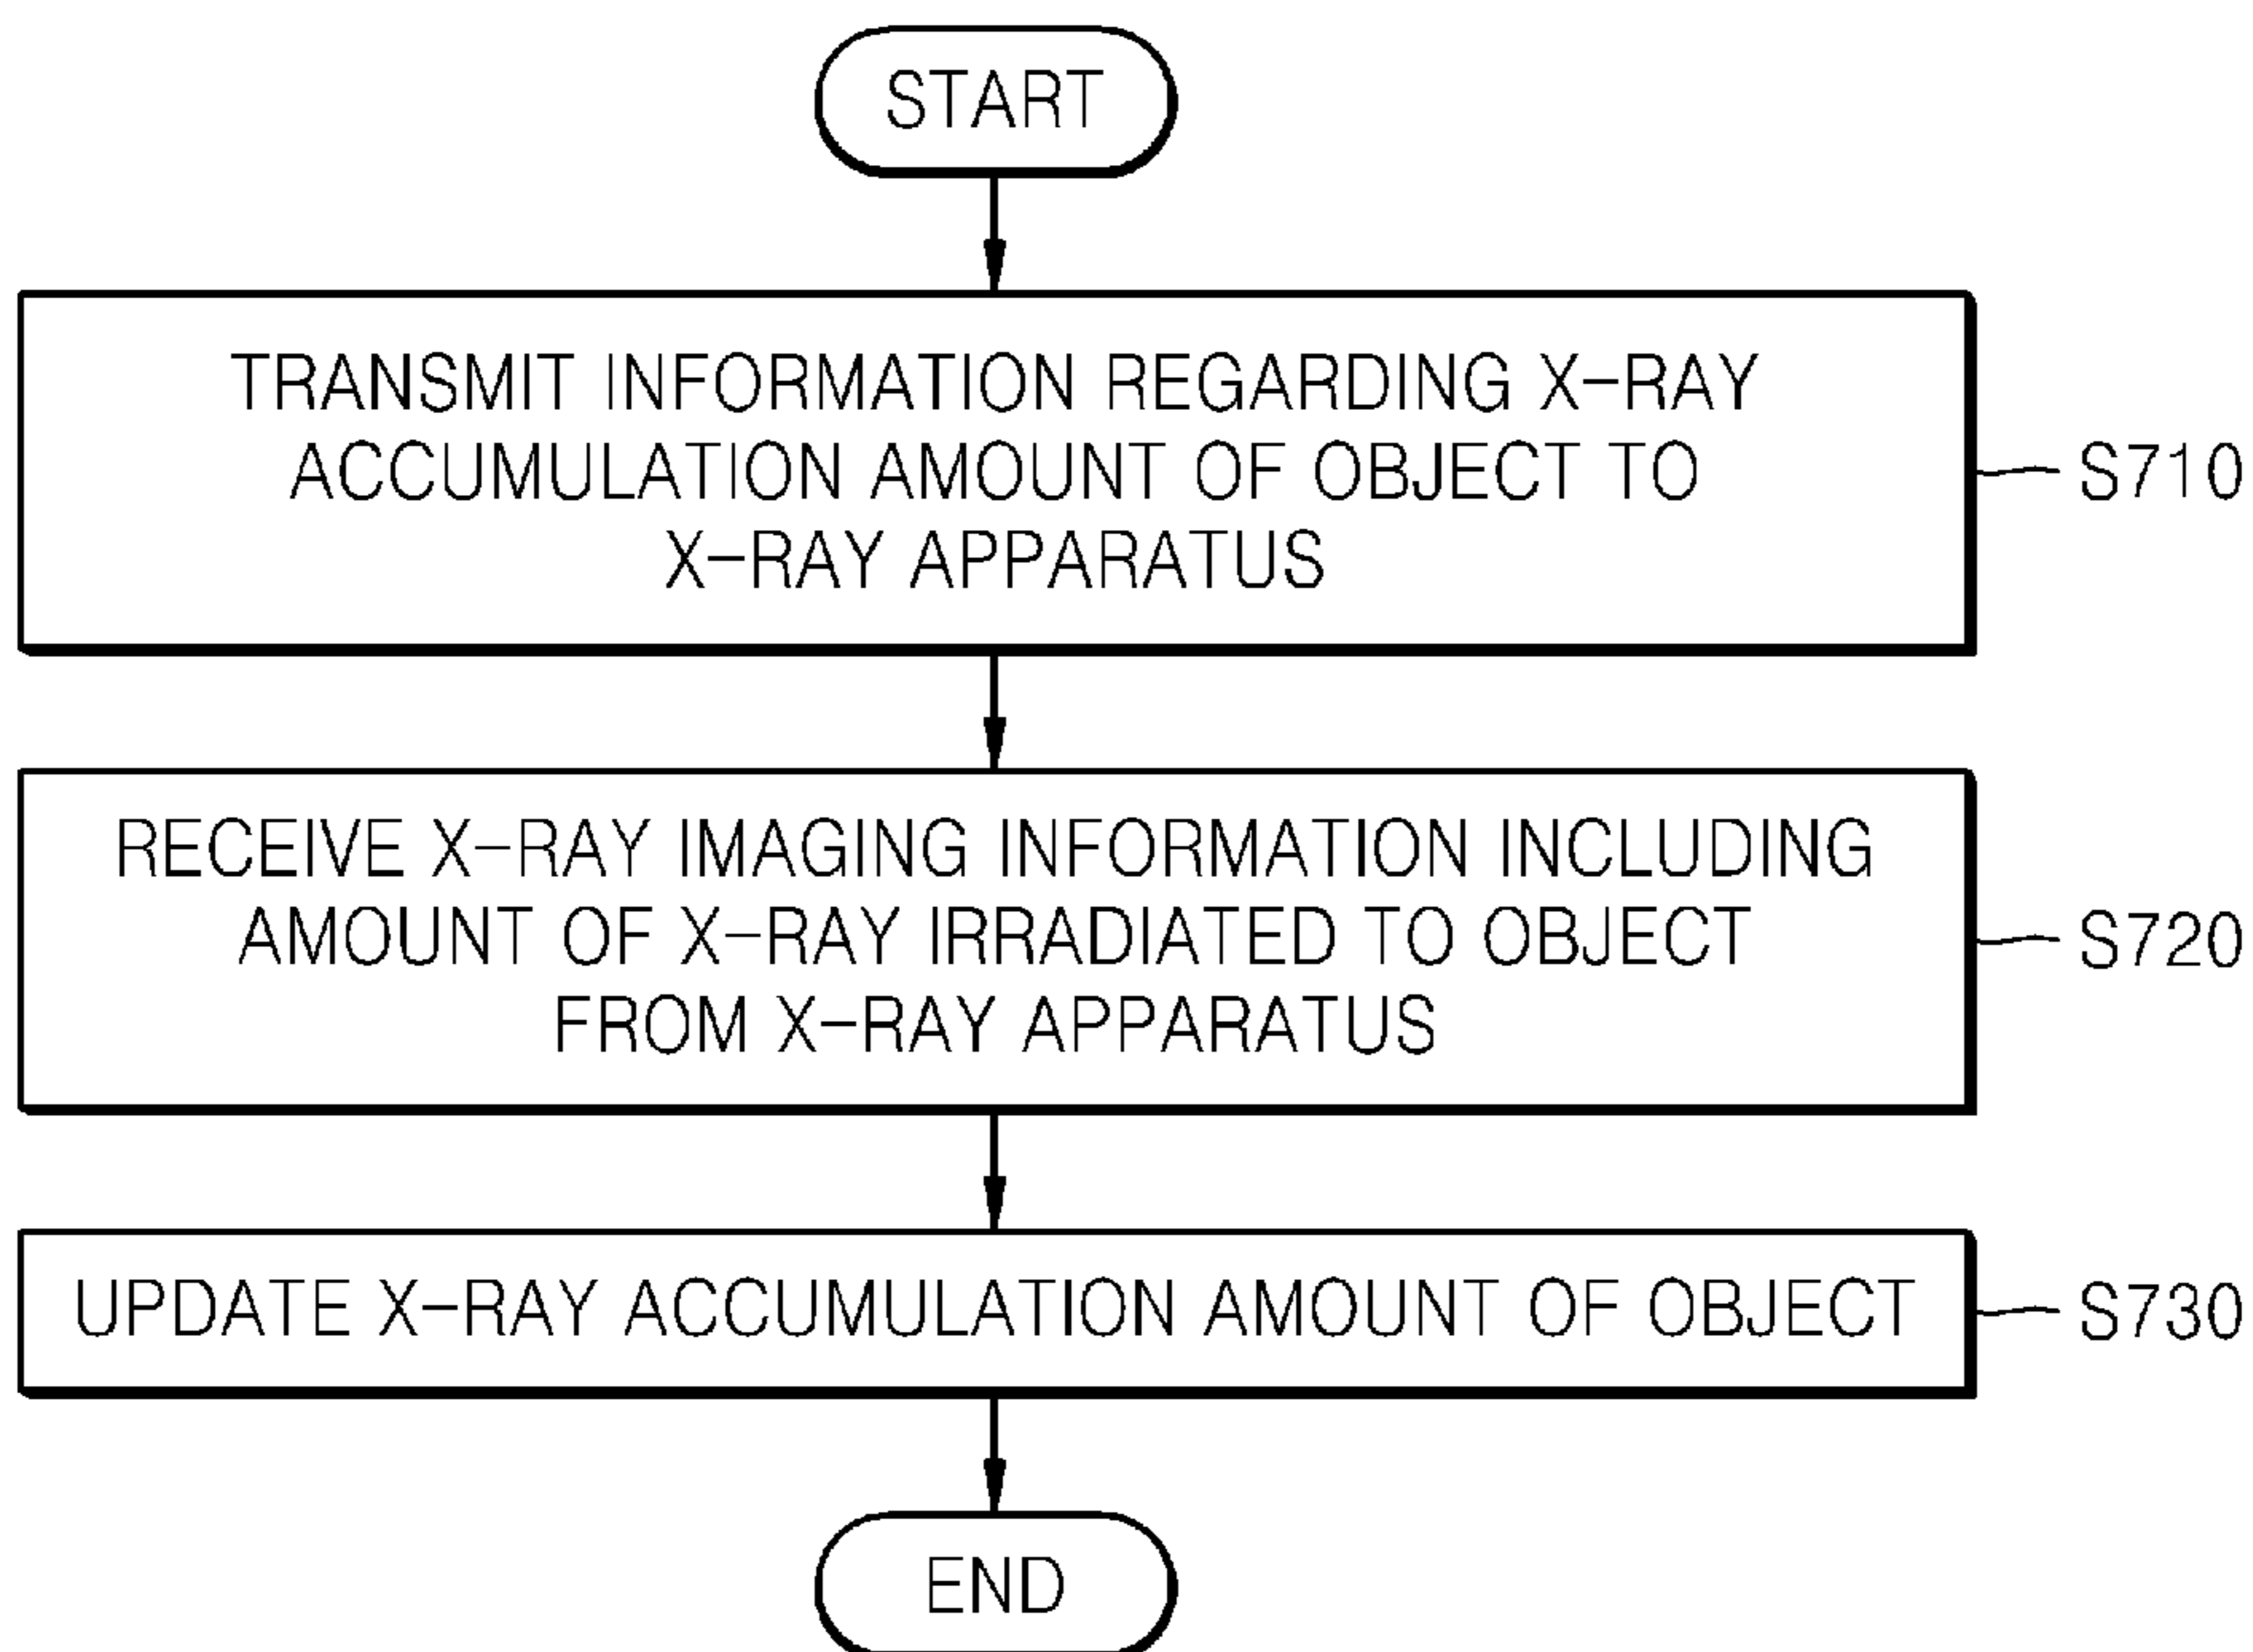 START
TRANSMIT INFORMATION REGARDING X-RAY
ACCUMULATION AMOUNT OF OBJECT TO
X-RAY APPARATUS
S710
RECEIVE X-RAY IMAGING INFORMATION INCLUDING
AMOUNT OF X-RAY IRRADIATED TO OBJECT
FROM X-RAY APPARATUS
S720
UPDATE X-RAY ACCUMULATION AMOUNT OF OBJECT
S730
END